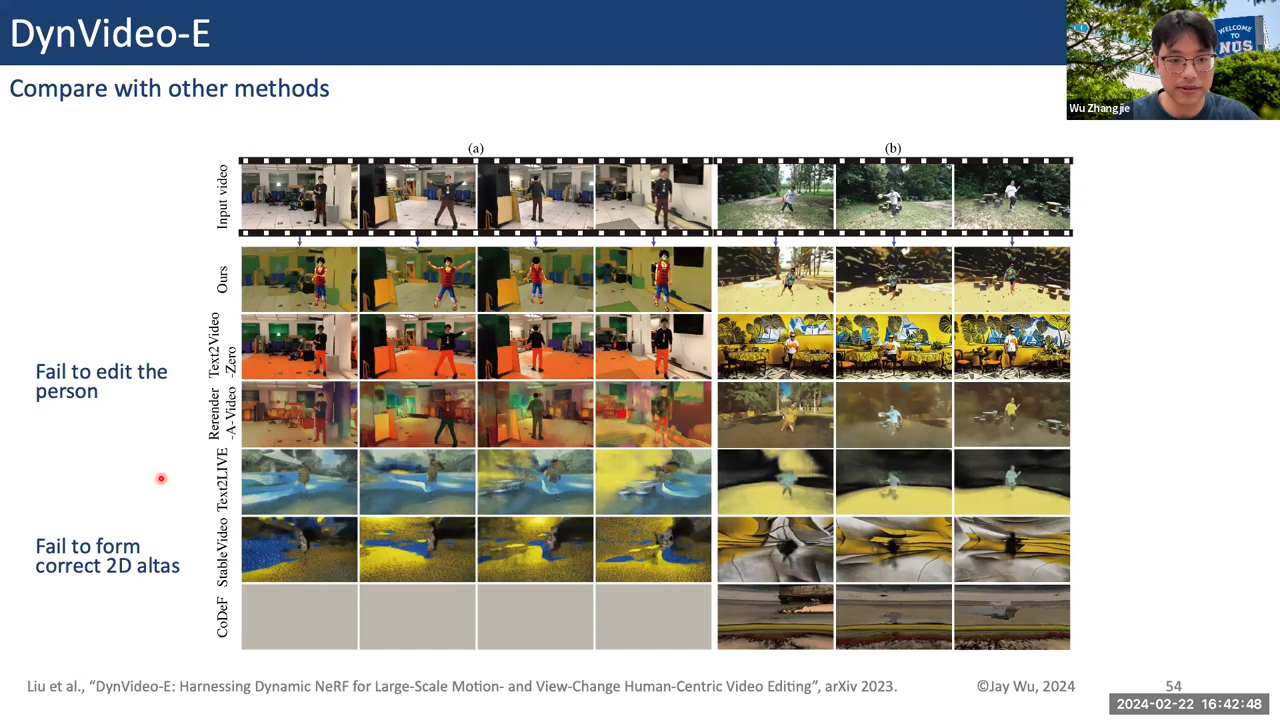 DynVideo-E
WELCOME
TO
NUS
Compare with other methods
Wu Zhangjie
(a)
(b)
Input video
Ours
Text2Video
-Zero
Fail to edit the
person
Rerender
-A-Video
Text2LIVE
Fail to form
correct 2D altas
StableVideo
CoDeF
Liu et al., “DynVideo-E: Harnessing Dynamic NeRF for Large-Scale Motion- and View-Change Human-Centric Video Editing”, arXiv 2023.
©Jay Wu, 2024
54
2024-02-22 16:42:48